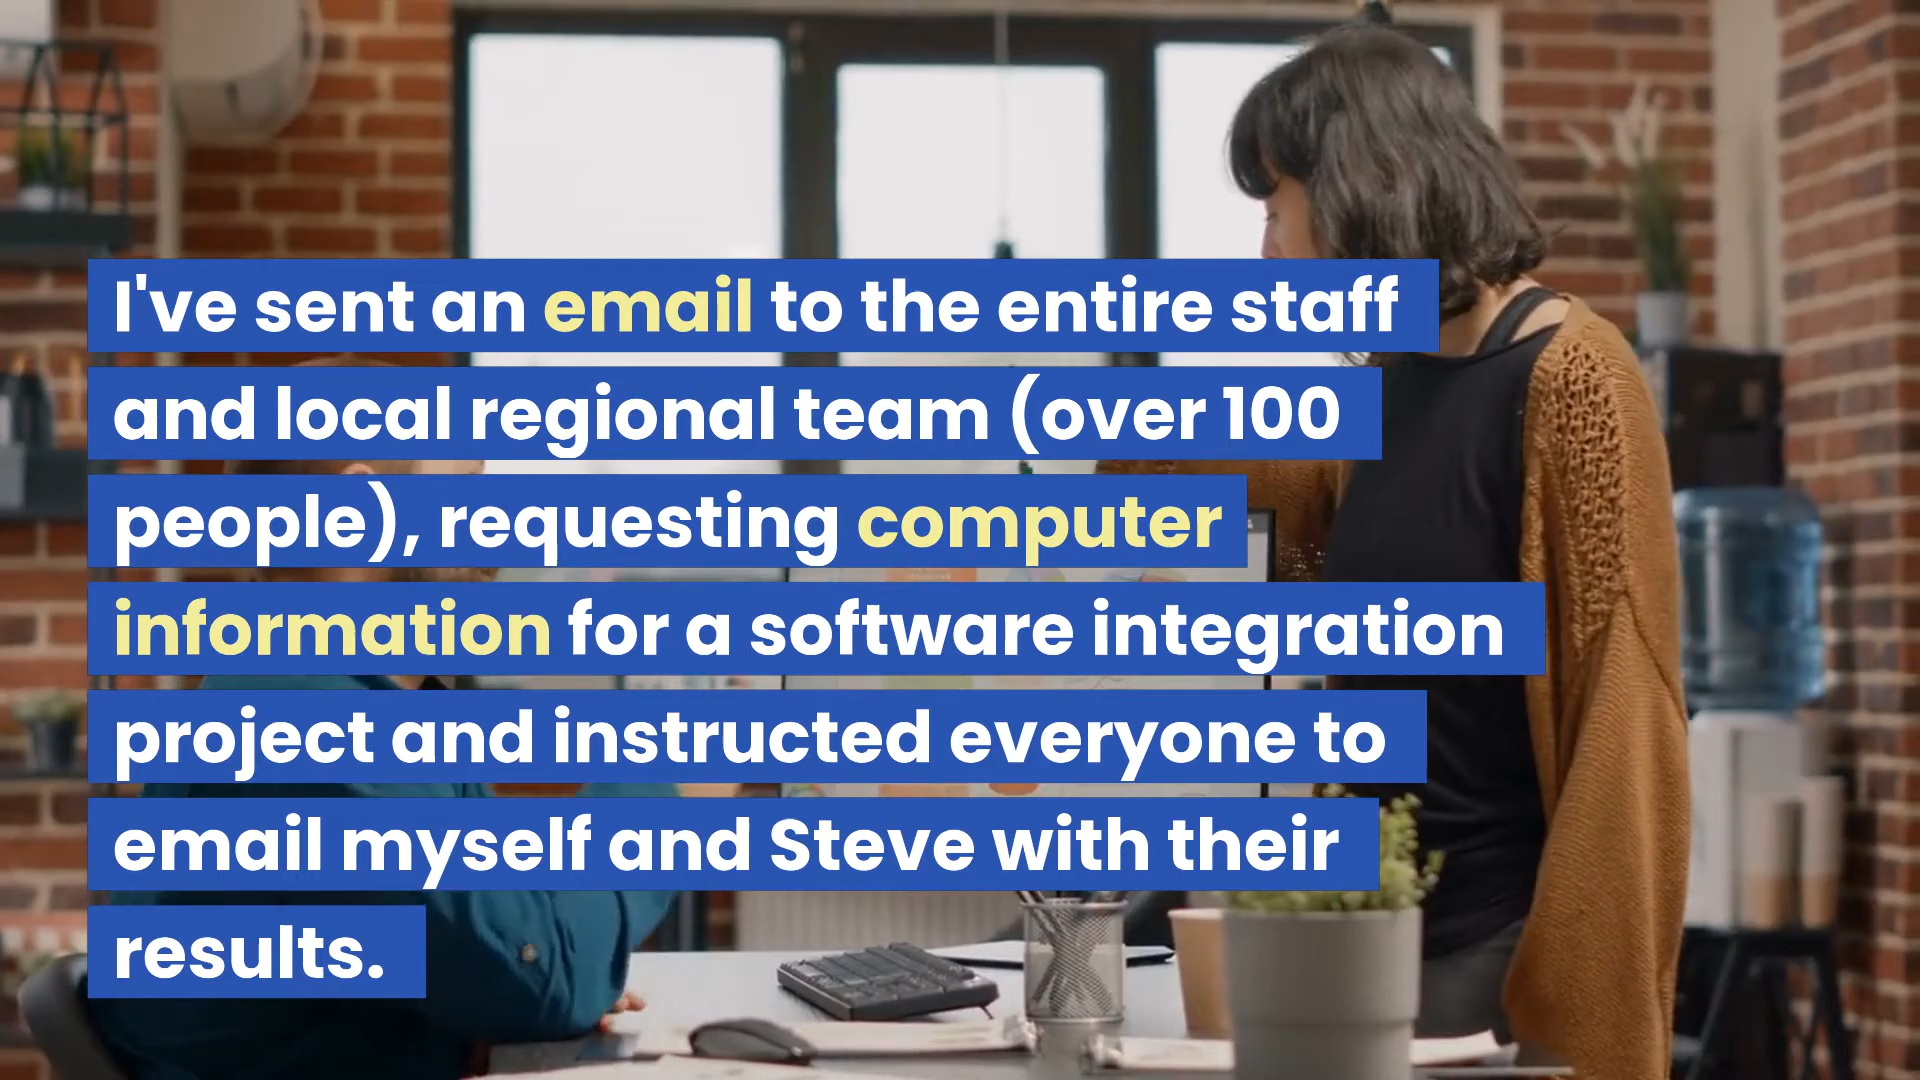 I've sent an email to the entire staff
and local regional team (over 100
people), requesting computer
information for a software integration
project and instructed everyone to
email myself and Steve with their
results.